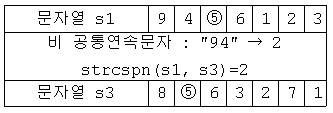 문자열 s1 9 4 ⑤ 6 1 2 3
비 공통연속문자 : "94" → 2
strcspn(s1, s3)=2
문자열 s3 8 ⑤ 6 3 2 7 1